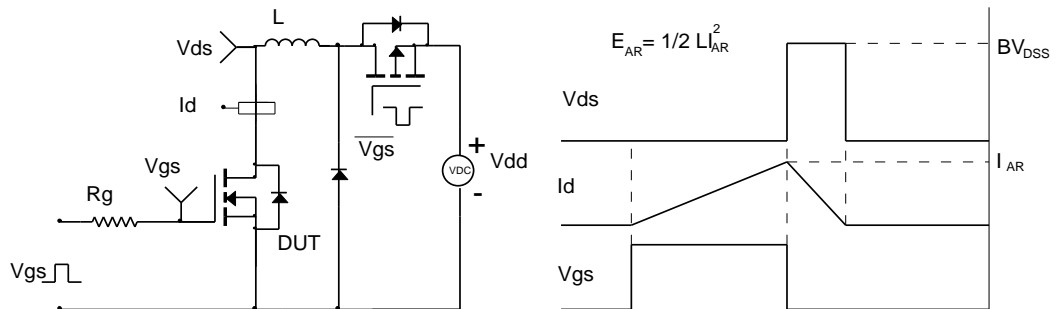 L
Vds
Id
Vgs
Rg
DUT
Vgs
Vgs
+
VDC
Vdd
-
E_AR = 1/2 LI_AR^2
BV_DSS
Vds
I_AR
Id
Vgs